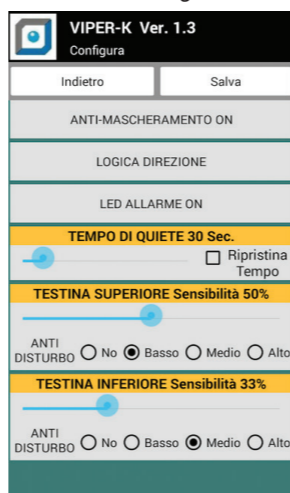 VIPER-K Ver. 1.3
Configura
Indietro Salva
ANTI-MASCHERAMENTO ON
LOGICA DIREZIONE
LED ALLARME ON
TEMPO DI QUIETE 30 Sec.
Ripristina
Tempo
TESTINA SUPERIORE Sensibilità 50%
ANTI
DISTURBO No Basso Medio Alto
TESTINA INFERIORE Sensibilità 33%
ANTI
DISTURBO No Basso Medio Alto